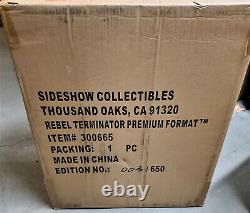 SIDESHOW COLLECTIBLES
THOUSAND OAKS, CA 91320
REBEL TERMINATOR PREMIUM FORMAT™
ITEM# 300665
PACKING: 1 PC
MADE IN CHINA
EDITION NO.: / 650